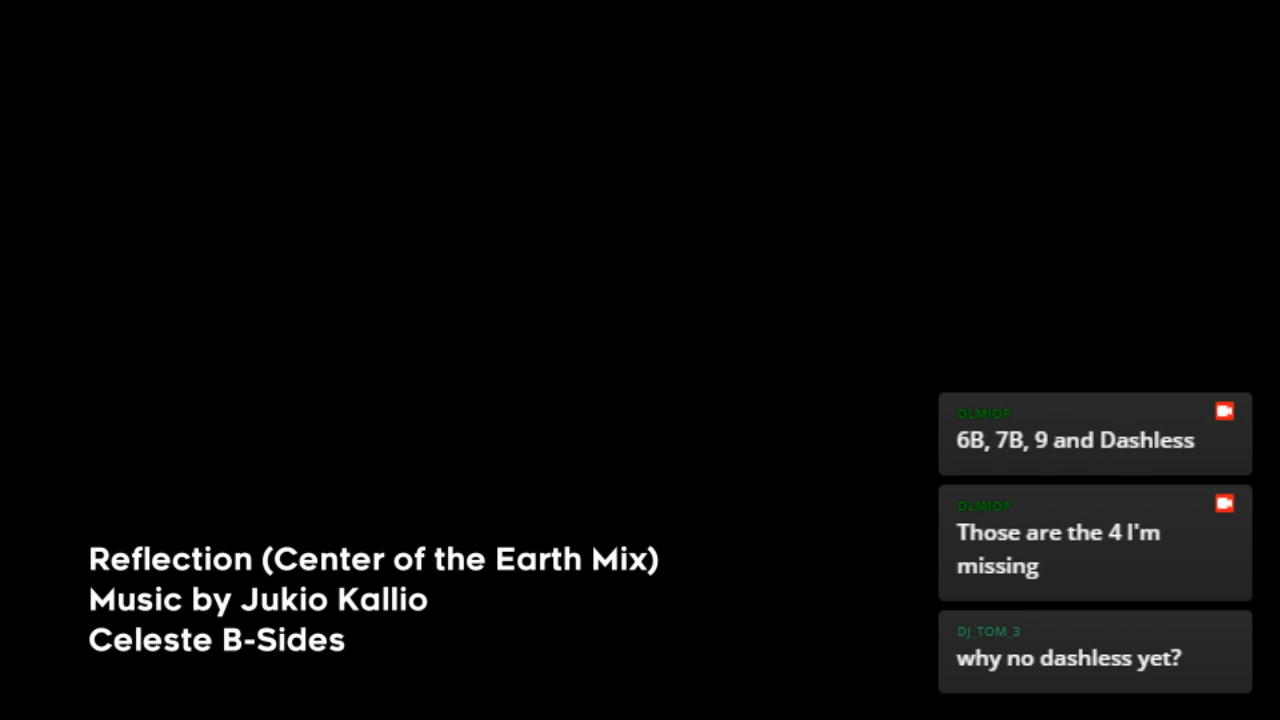 Reflection (Center of the Earth Mix)
Music by Jukio Kallio
Celeste B-Sides
OLMIOP
6B, 7B, 9 and Dashless
OLMIOP
Those are the 4 I'm
missing
DJ_TOM_3
why no dashless yet?